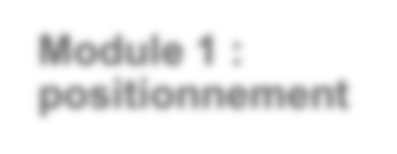 Module 1 :
positionnement